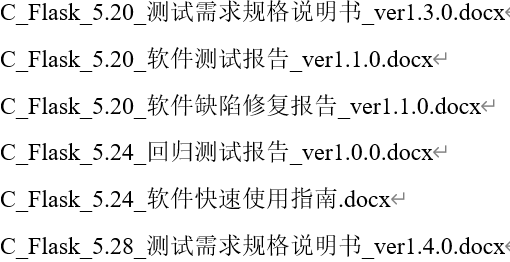 C_Flask_5.20_测试需求规格说明书_ver1.3.0.docx
C_Flask_5.20_软件测试报告_ver1.1.0.docx
C_Flask_5.20_软件缺陷修复报告_ver1.1.0.docx
C_Flask_5.24_回归测试报告_ver1.0.0.docx
C_Flask_5.24_软件快速使用指南.docx
C_Flask_5.28_测试需求规格说明书_ver1.4.0.docx